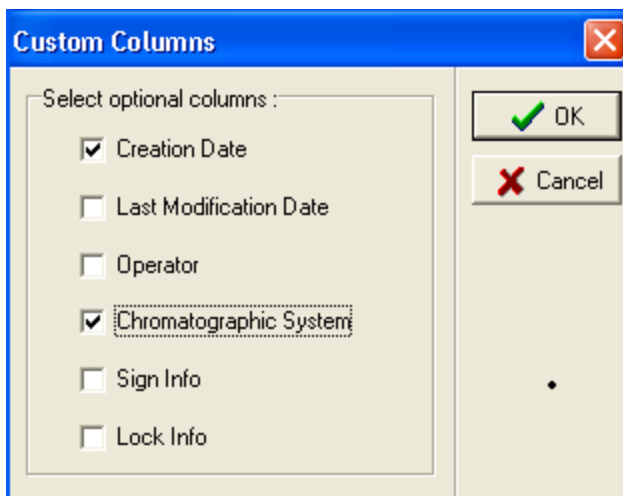 Custom Columns
Select optional columns :
Creation Date
Last Modification Date
Operator
Chromatographic System
Sign Info
Lock Info
OK
Cancel